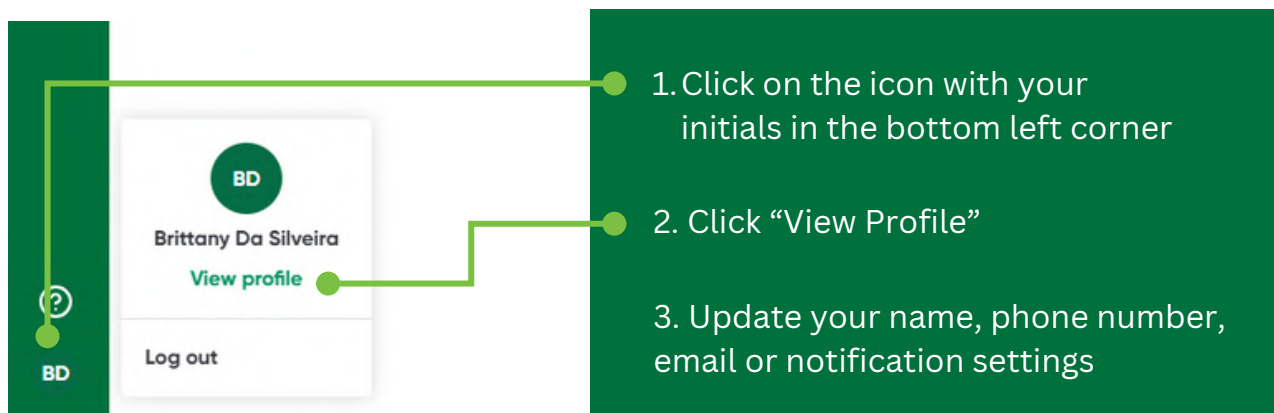 BD
Brittany Da Silveira
View profile
Log out
?
BD
1. Click on the icon with your
initials in the bottom left corner
2. Click “View Profile”
3. Update your name, phone number,
email or notification settings